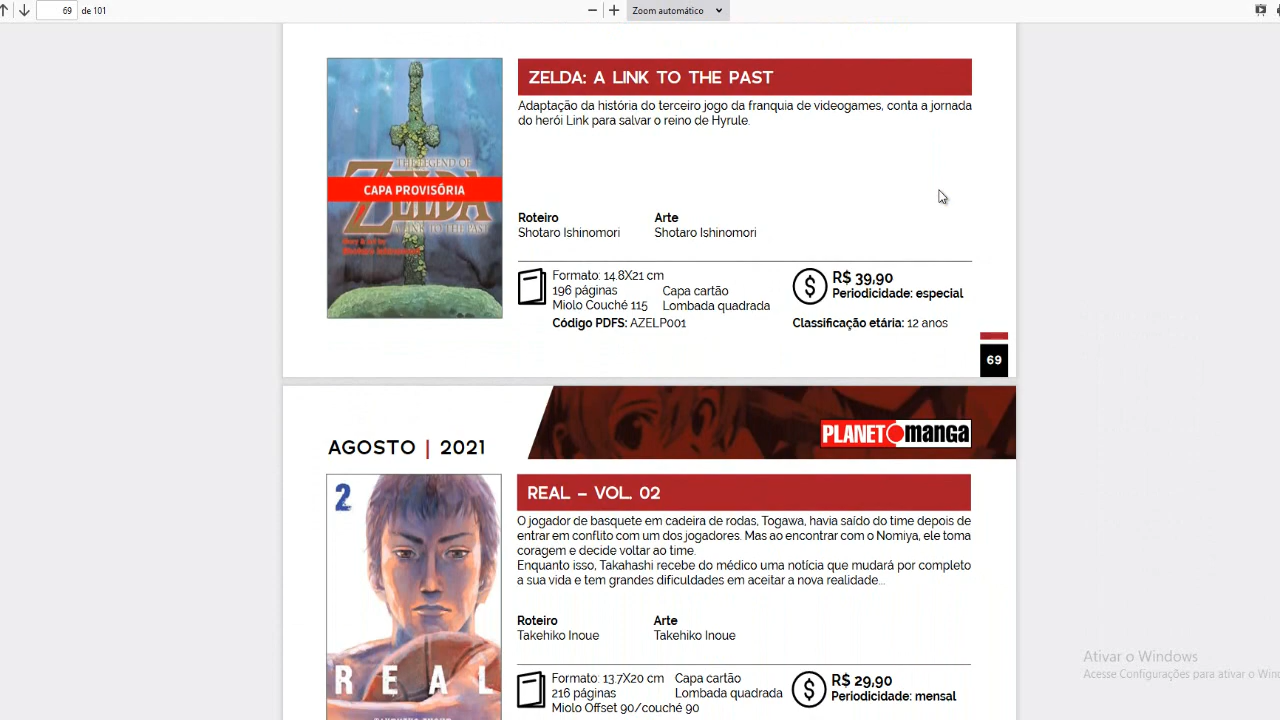 69 de 101
Zoom automático
ZELDA: A LINK TO THE PAST
Adaptação da história do terceiro jogo da franquia de videogames, conta a jornada
do herói Link para salvar o reino de Hyrule.
THE LEGEND OF
ZELDA
CAPA PROVISÓRIA
A LINK TO THE PAST
Roteiro Arte
Shotaro Ishinomori Shotaro Ishinomori
Formato: 14.8X21 cm
196 páginas Capa cartão
Miolo Couché 115 Lombada quadrada
Código PDFS: AZELP001
R$ 39,90
Periodicidade: especial
Classificação etária: 12 anos
69
AGOSTO | 2021
PLANET manga
2
REAL
REAL – VOL. 02
O jogador de basquete em cadeira de rodas, Togawa, havia saído do time depois de
entrar em conflito com um dos jogadores. Mas ao encontrar com o Nomiya, ele toma
coragem e decide voltar ao time.
Enquanto isso, Takahashi recebe do médico uma notícia que mudará por completo
a sua vida e tem grandes dificuldades em aceitar a nova realidade...
Roteiro Arte
Takehiko Inoue Takehiko Inoue
Formato: 13.7X20 cm Capa cartão
216 páginas Lombada quadrada
Miolo Offset 90/couché 90
R$ 29,90
Periodicidade: mensal
Ativar o Windows
Acesse Configurações para ativar o Win